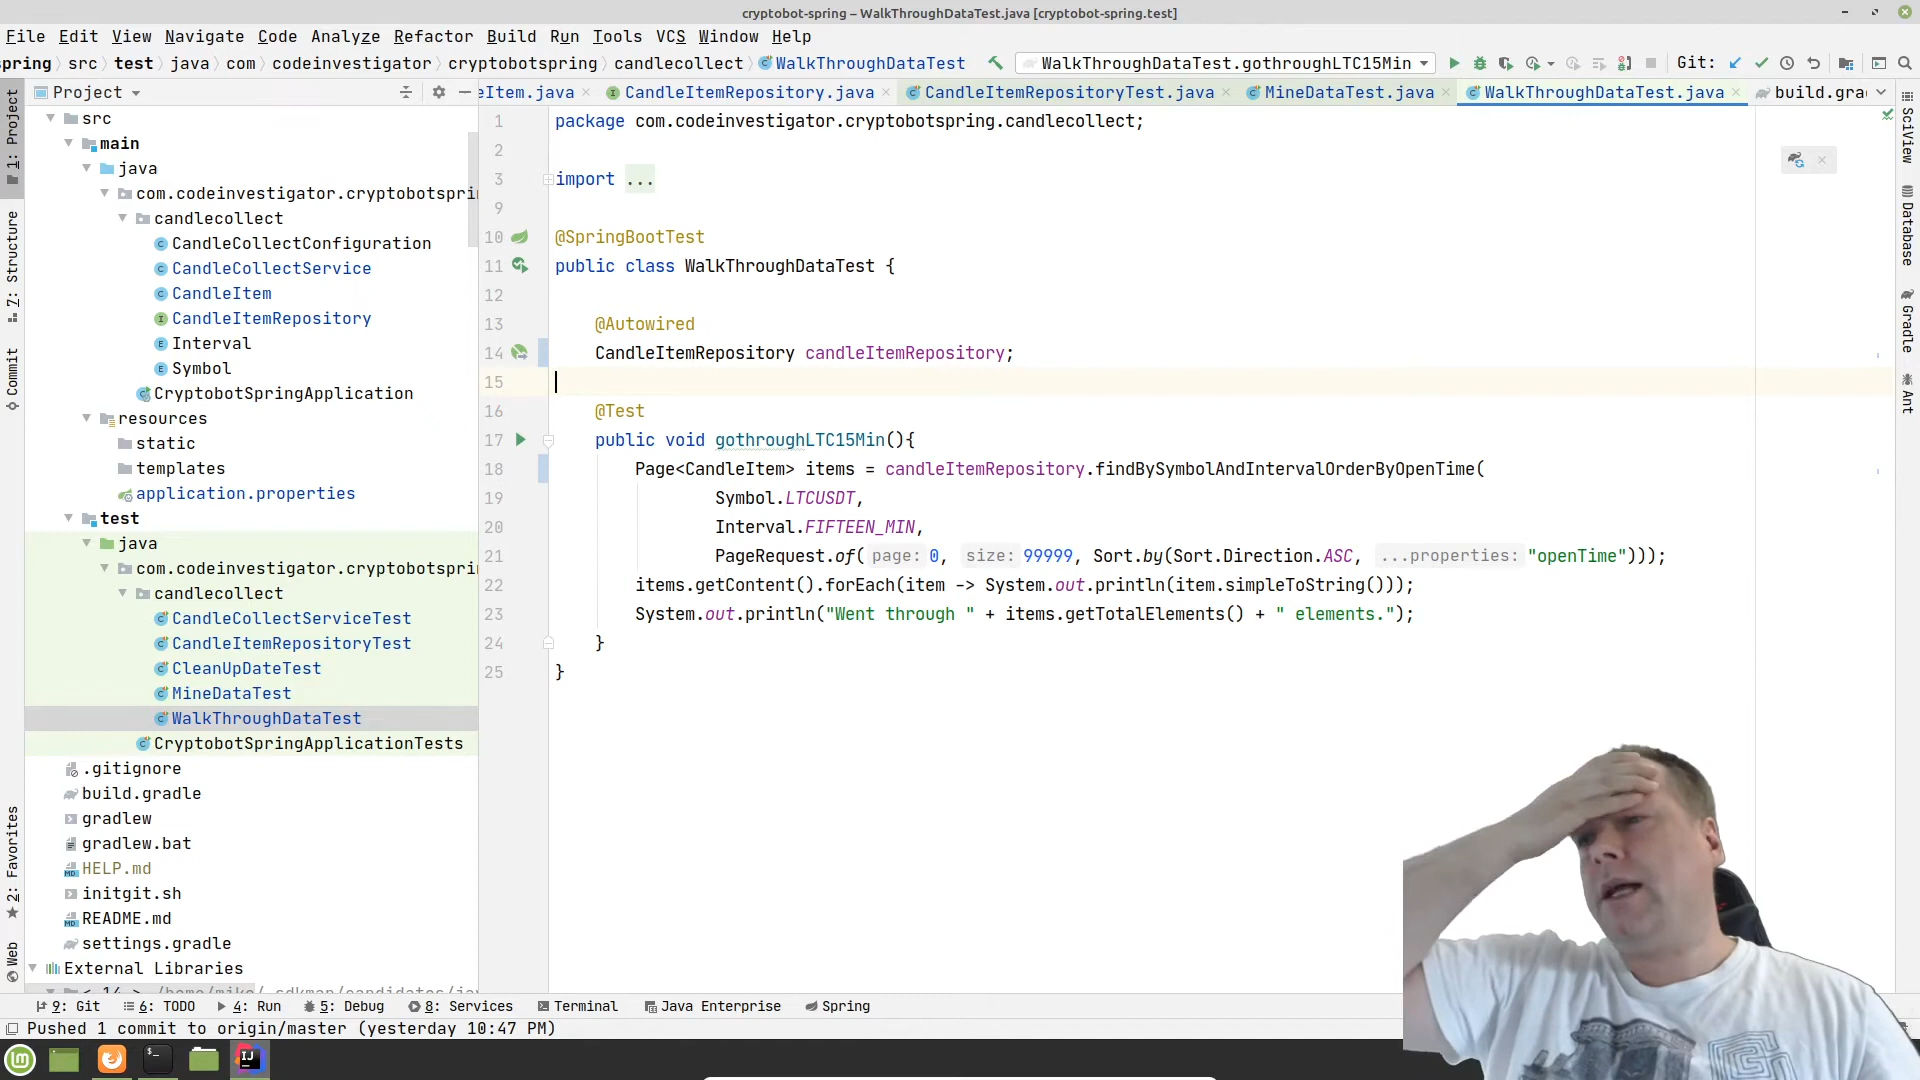 cryptobot-spring – WalkThroughDataTest.java [cryptobot-spring.test]
File Edit View Navigate Code Analyze Refactor Build Run Tools VCS Window Help
pring src test java com codeinvestigator cryptobotspring candlecollect WalkThroughDataTest WalkThroughDataTest.gothroughLTC15Min Git:
Project
eItem.java CandleItemRepository.java CandleItemRepositoryTest.java MineDataTest.java WalkThroughDataTest.java build.gra
1: Project
7: Structure
Commit
2: Favorites
Web
src
main
java
com.codeinvestigator.cryptobotspri
candlecollect
CandleCollectConfiguration
CandleCollectService
CandleItem
CandleItemRepository
Interval
Symbol
CryptobotSpringApplication
resources
static
templates
application.properties
test
java
com.codeinvestigator.cryptobotspri
candlecollect
CandleCollectServiceTest
CandleItemRepositoryTest
CleanUpDateTest
MineDataTest
WalkThroughDataTest
CryptobotSpringApplicationTests
.gitignore
build.gradle
gradlew
gradlew.bat
HELP.md
initgit.sh
README.md
settings.gradle
External Libraries
1 package com.codeinvestigator.cryptobotspring.candlecollect;
2
3 import ...
9
10 @SpringBootTest
11 public class WalkThroughDataTest {
12
13 @Autowired
14 CandleItemRepository candleItemRepository;
15
16 @Test
17 public void gothroughLTC15Min(){
18 Page<CandleItem> items = candleItemRepository.findBySymbolAndIntervalOrderByOpenTime(
19 Symbol.LTCUSDT,
20 Interval.FIFTEEN_MIN,
21 PageRequest.of( page: 0, size: 99999, Sort.by(Sort.Direction.ASC, ...properties: "openTime")));
22 items.getContent().forEach(item -> System.out.println(item.simpleToString()));
23 System.out.println("Went through " + items.getTotalElements() + " elements.");
24 }
25 }
SciView
Database
Gradle
Ant
9: Git 6: TODO 4: Run 5: Debug 8: Services Terminal Java Enterprise Spring
Pushed 1 commit to origin/master (yesterday 10:47 PM)